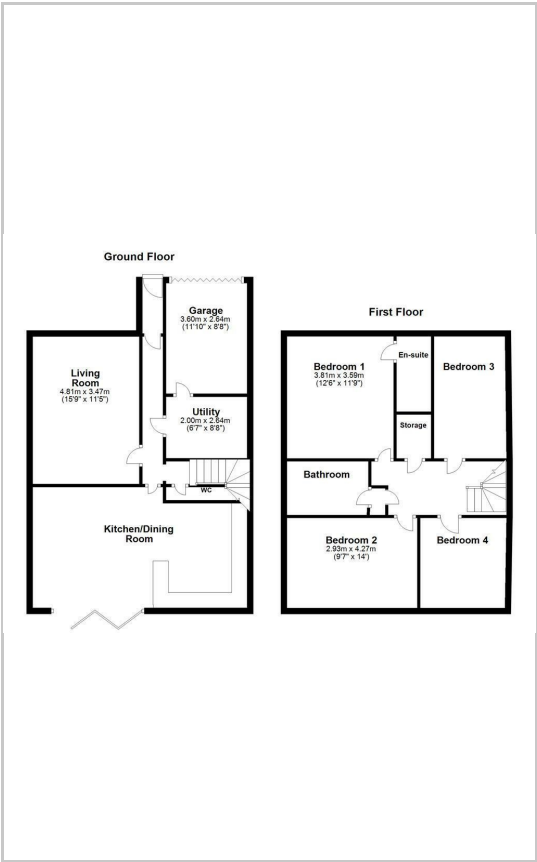 Ground Floor
Garage
3.60m x 2.64m
(11'10" x 8'8")
Living
Room
4.81m x 3.47m
(15'9" x 11'5")
Utility
2.00m x 2.64m
(6'7" x 8'8")
WC
Kitchen/Dining
Room
First Floor
Bedroom 1
3.81m x 3.59m
(12'6" x 11'9")
En-suite
Bedroom 3
Storage
Bathroom
Bedroom 2
2.93m x 4.27m
(9'7" x 14')
Bedroom 4